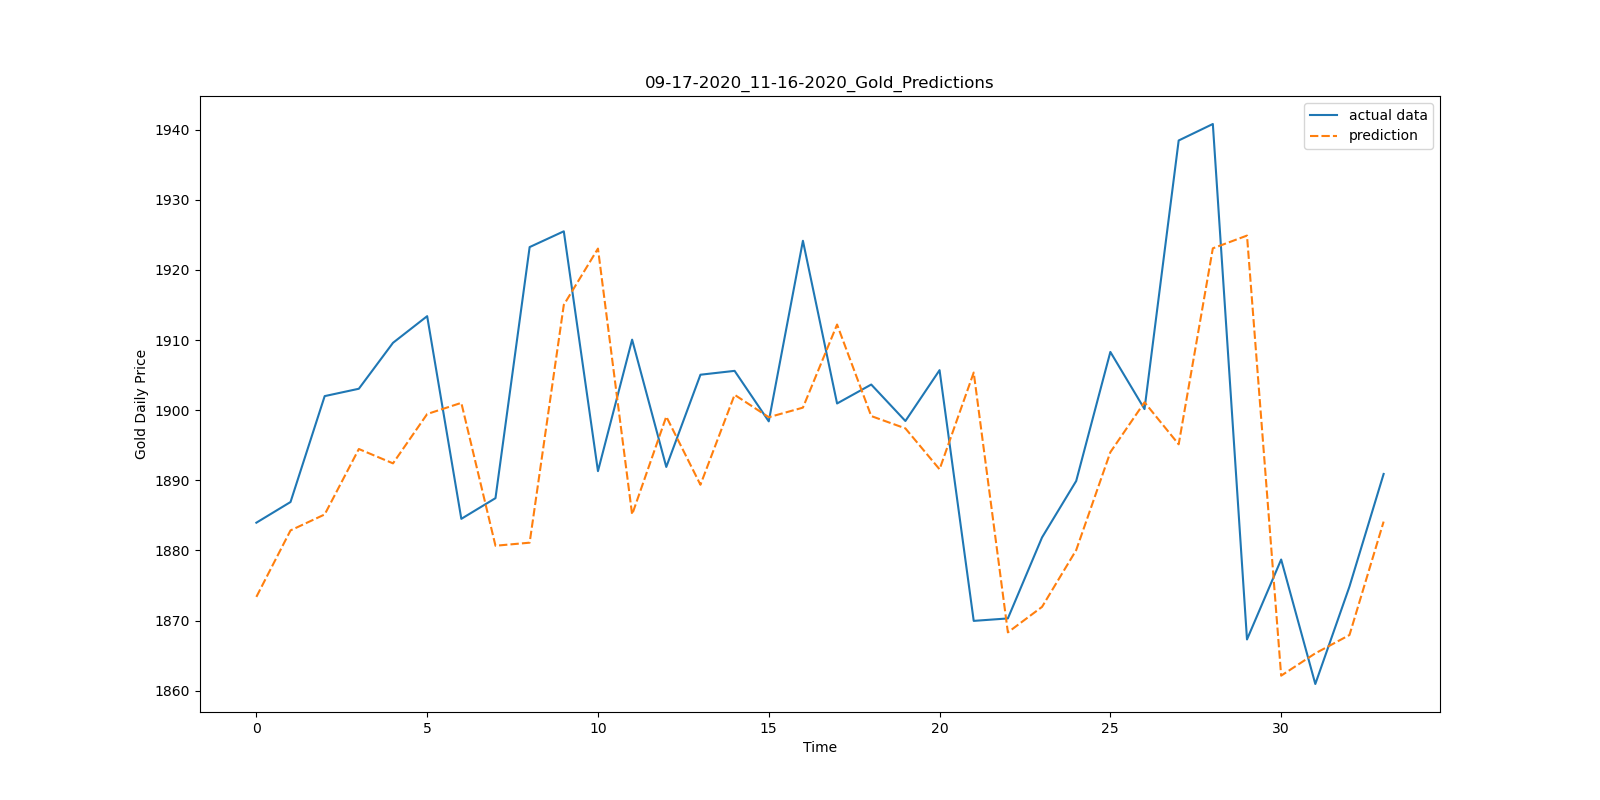 09-17-2020_11-16-2020_Gold_Predictions
actual data
prediction
Gold Daily Price
1940
1930
1920
1910
1900
1890
1880
1870
1860
0 5 10 15 20 25 30
Time